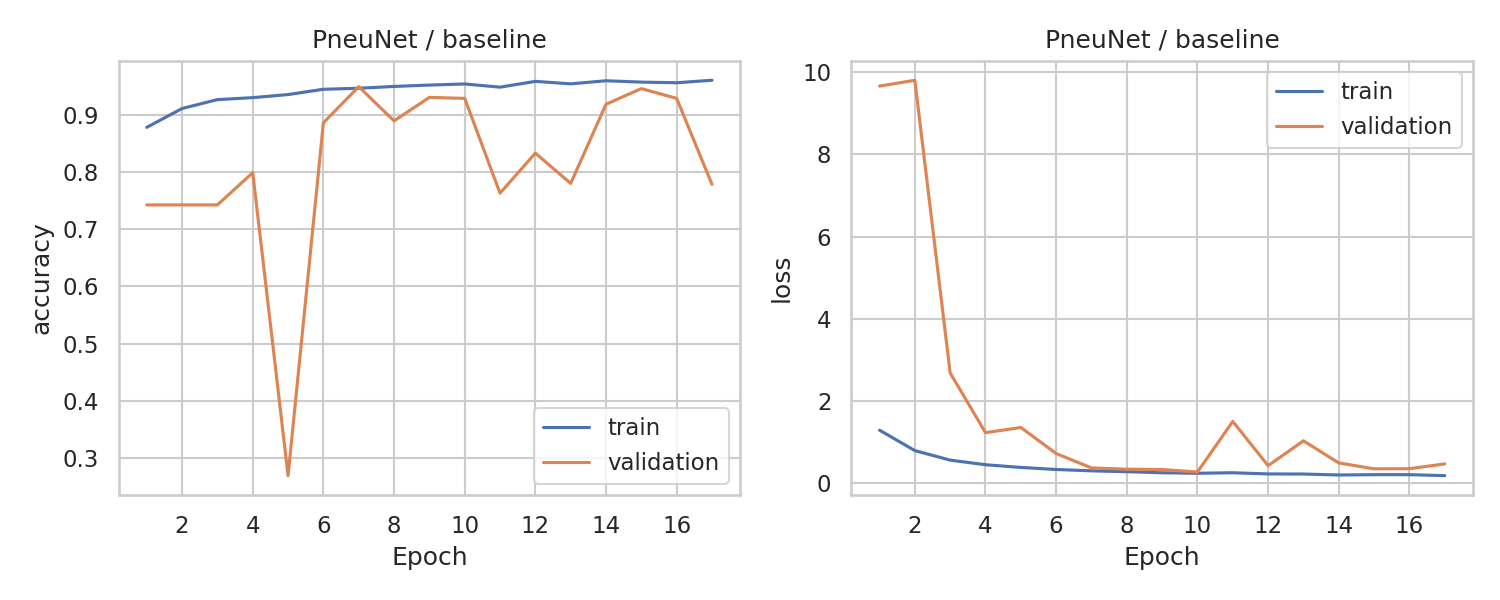 PneuNet / baseline
accuracy
0.9
0.8
0.7
0.6
0.5
0.4
0.3
train
validation
2 4 6 8 10 12 14 16
Epoch
PneuNet / baseline
loss
10
8
6
4
2
0
train
validation
2 4 6 8 10 12 14 16
Epoch